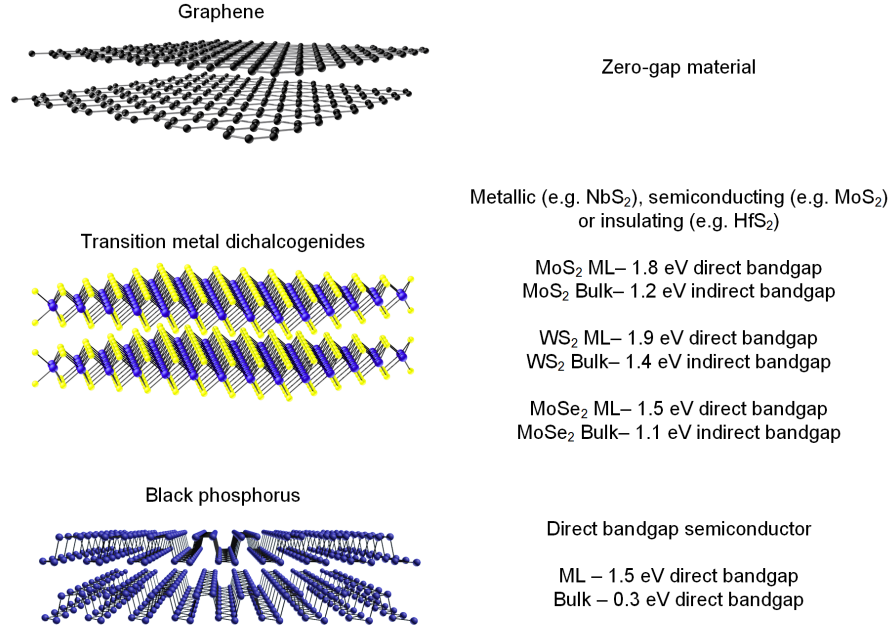 Graphene
Zero-gap material
Transition metal dichalcogenides
Metallic (e.g. NbS₂), semiconducting (e.g. MoS₂)
or insulating (e.g. HfS₂)
MoS₂ ML– 1.8 eV direct bandgap
MoS₂ Bulk– 1.2 eV indirect bandgap
WS₂ ML– 1.9 eV direct bandgap
WS₂ Bulk– 1.4 eV indirect bandgap
MoSe₂ ML– 1.5 eV direct bandgap
MoSe₂ Bulk– 1.1 eV indirect bandgap
Black phosphorus
Direct bandgap semiconductor
ML – 1.5 eV direct bandgap
Bulk – 0.3 eV direct bandgap